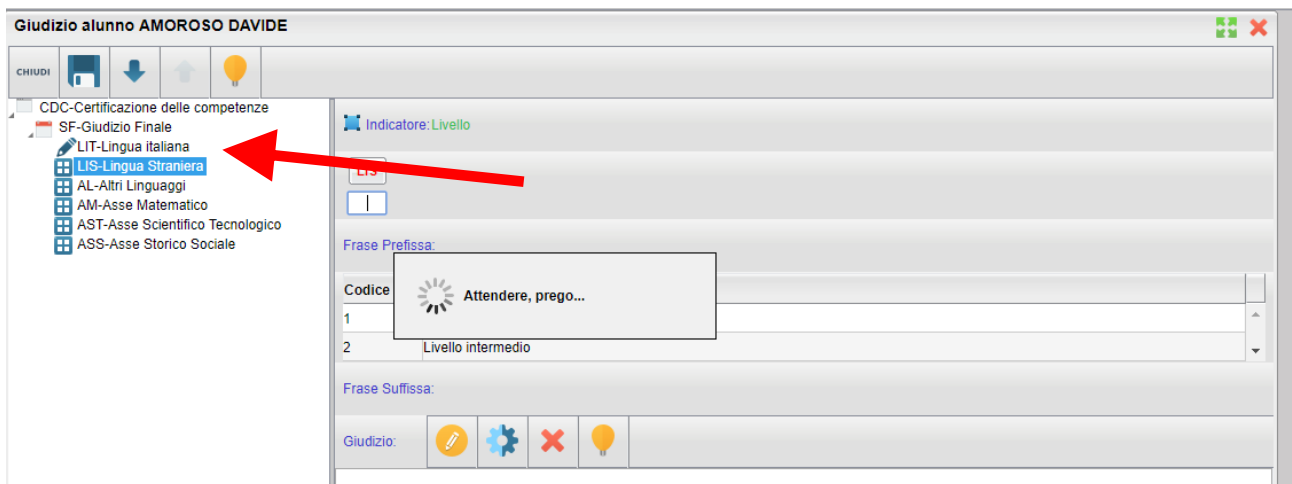 Giudizio alunno AMOROSO DAVIDE
CHIUDI
CDC-Certificazione delle competenze
SF-Giudizio Finale
LIT-Lingua italiana
LIS-Lingua Straniera
AL-Altri Linguaggi
AM-Asse Matematico
AST-Asse Scientifico Tecnologico
ASS-Asse Storico Sociale
Indicatore:Livello
LIS
Frase Prefissa:
Codice
Attendere, prego...
1
2 Livello intermedio
Frase Suffissa:
Giudizio: